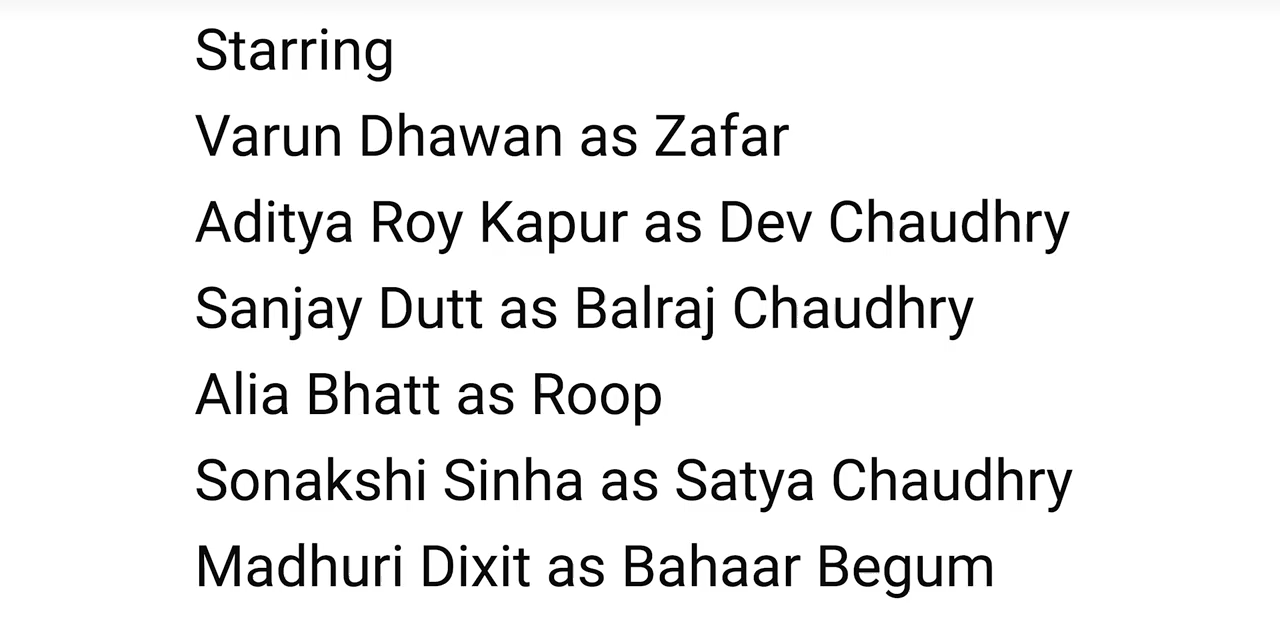 Starring
Varun Dhawan as Zafar
Aditya Roy Kapur as Dev Chaudhry
Sanjay Dutt as Balraj Chaudhry
Alia Bhatt as Roop
Sonakshi Sinha as Satya Chaudhry
Madhuri Dixit as Bahaar Begum